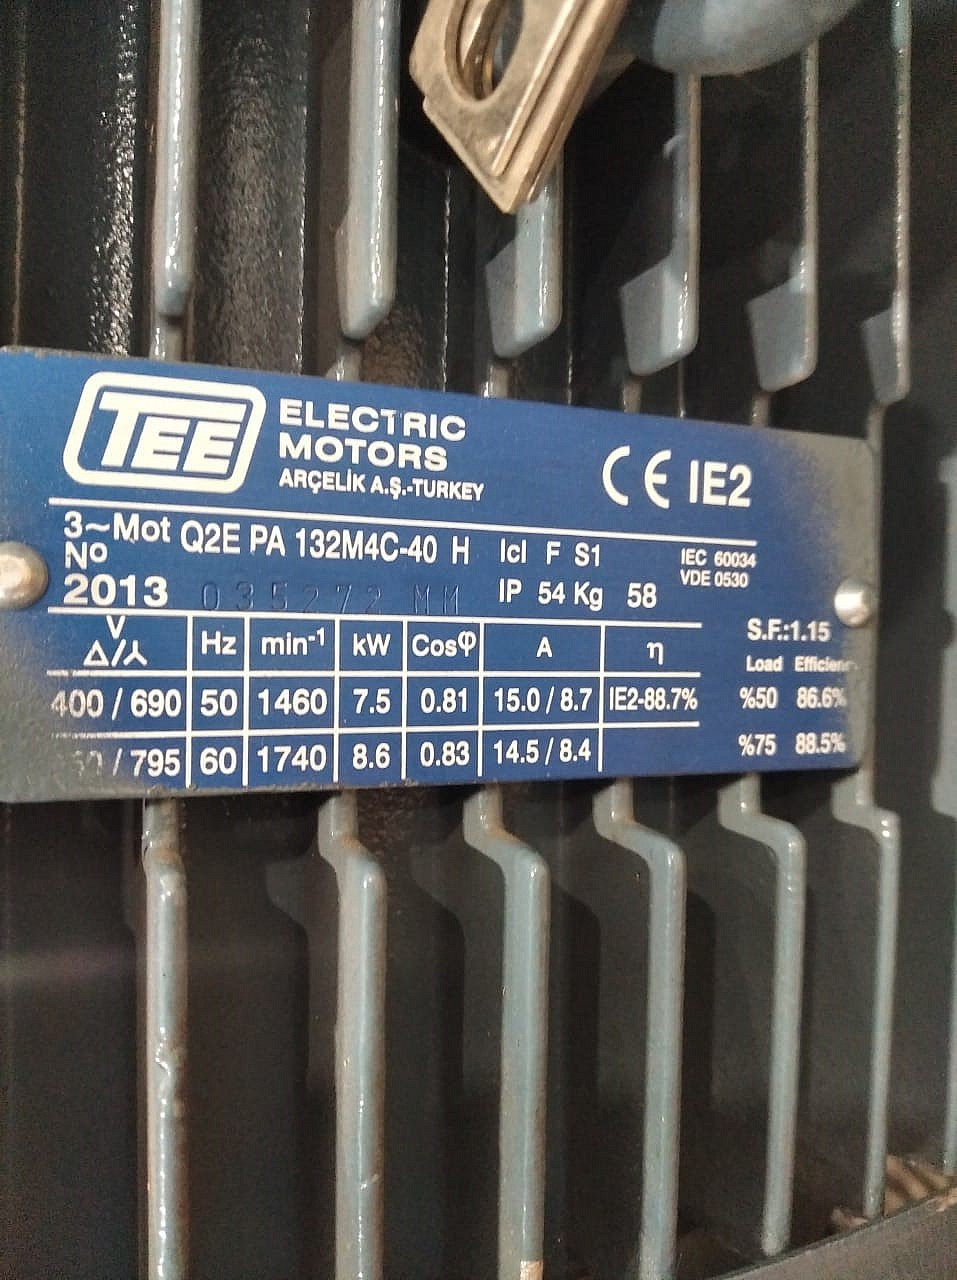 TEE
ELECTRIC
MOTORS
ARÇELİK A.Ş.-TURKEY
CE IE2
3~Mot Q2E PA 132M4C-40 H Icl F S1
No
2013 035272 MM IP 54 Kg 58
IEC 60034
VDE 0530
V Δ/⅄ Hz min-1 kW Cosφ A η
400 / 690 50 1460 7.5 0.81 15.0 / 8.7 IE2-88.7%
/ 795 60 1740 8.6 0.83 14.5 / 8.4
S.F.:1.15
Load
%50 86.6%
%75 88.5%